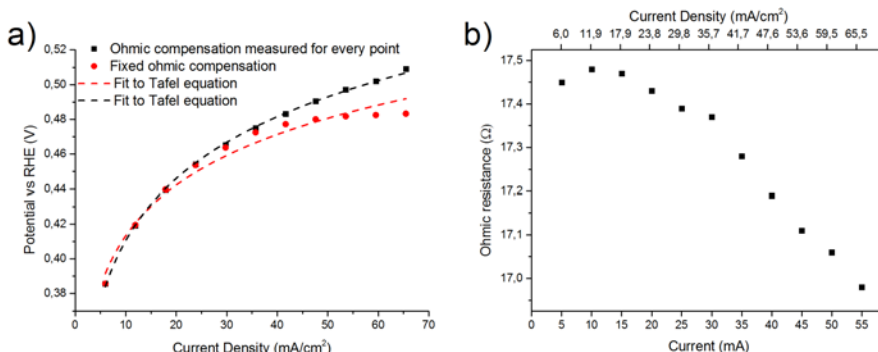 a)
Ohmic compensation measured for every point
Fixed ohmic compensation
Fit to Tafel equation
Fit to Tafel equation
0,52
0,50
0,48
0,46
0,44
0,42
0,40
0,38
Potential vs RHE (V)
0 10 20 30 40 50 60 70
Current Density (mA/cm²)
b)
Current Density (mA/cm²)
6,0 11,9 17,9 23,8 29,8 35,7 41,7 47,6 53,6 59,5 65,5
17,5
17,4
17,3
17,2
17,1
17,0
Ohmic resistance (Ω)
0 5 10 15 20 25 30 35 40 45 50 55
Current (mA)